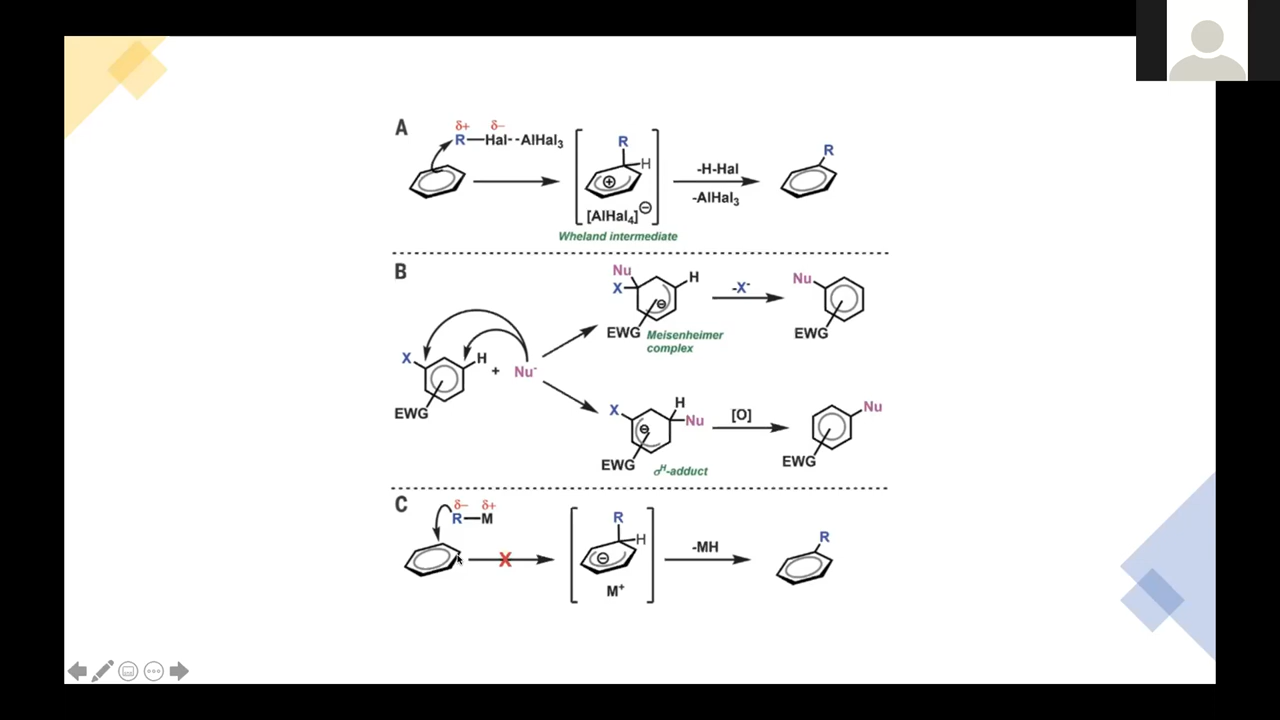 A
δ+ δ−
R—Hal--AlHal₃
R
H
⊕
[AlHal₄]⊖
Wheland intermediate
-H-Hal
-AlHal₃
R
B
X
H
EWG
+
Nu⁻
Nu
X
H
⊖
EWG
Meisenheimer
complex
-X⁻
Nu
EWG
X
H
Nu
⊖
EWG
σᴴ-adduct
[O]
Nu
EWG
C
δ− δ+
R—M
X
R
H
⊖
M⁺
-MH
R